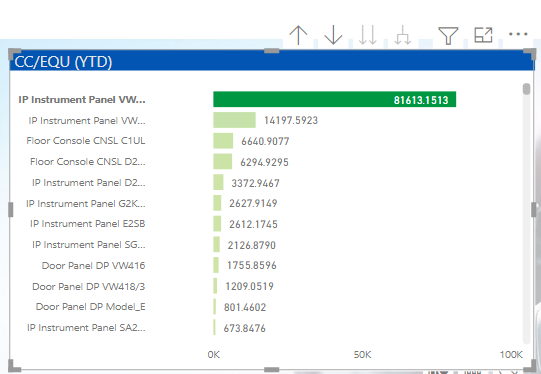 CC/EQU (YTD)
IP Instrument Panel VW... 81613.1513
IP Instrument Panel VW... 14197.5923
Floor Console CNSL C1UL 6640.9077
Floor Console CNSL D2... 6294.9295
IP Instrument Panel D2... 3372.9467
IP Instrument Panel G2K... 2627.9149
IP Instrument Panel E2SB 2612.1745
IP Instrument Panel SG... 2126.8790
Door Panel DP VW416 1755.8596
Door Panel DP VW418/3 1209.0519
Door Panel DP Model_E 801.4602
IP Instrument Panel SA2... 673.8476
0K 50K 100K